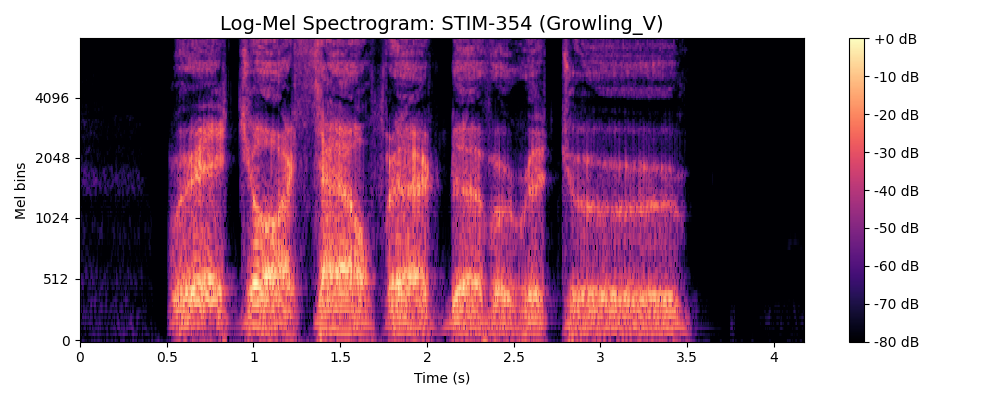 Log-Mel Spectrogram: STIM-354 (Growling_V)
Mel bins
4096
2048
1024
512
0
0 0.5 1 1.5 2 2.5 3 3.5 4
Time (s)
+0 dB
-10 dB
-20 dB
-30 dB
-40 dB
-50 dB
-60 dB
-70 dB
-80 dB